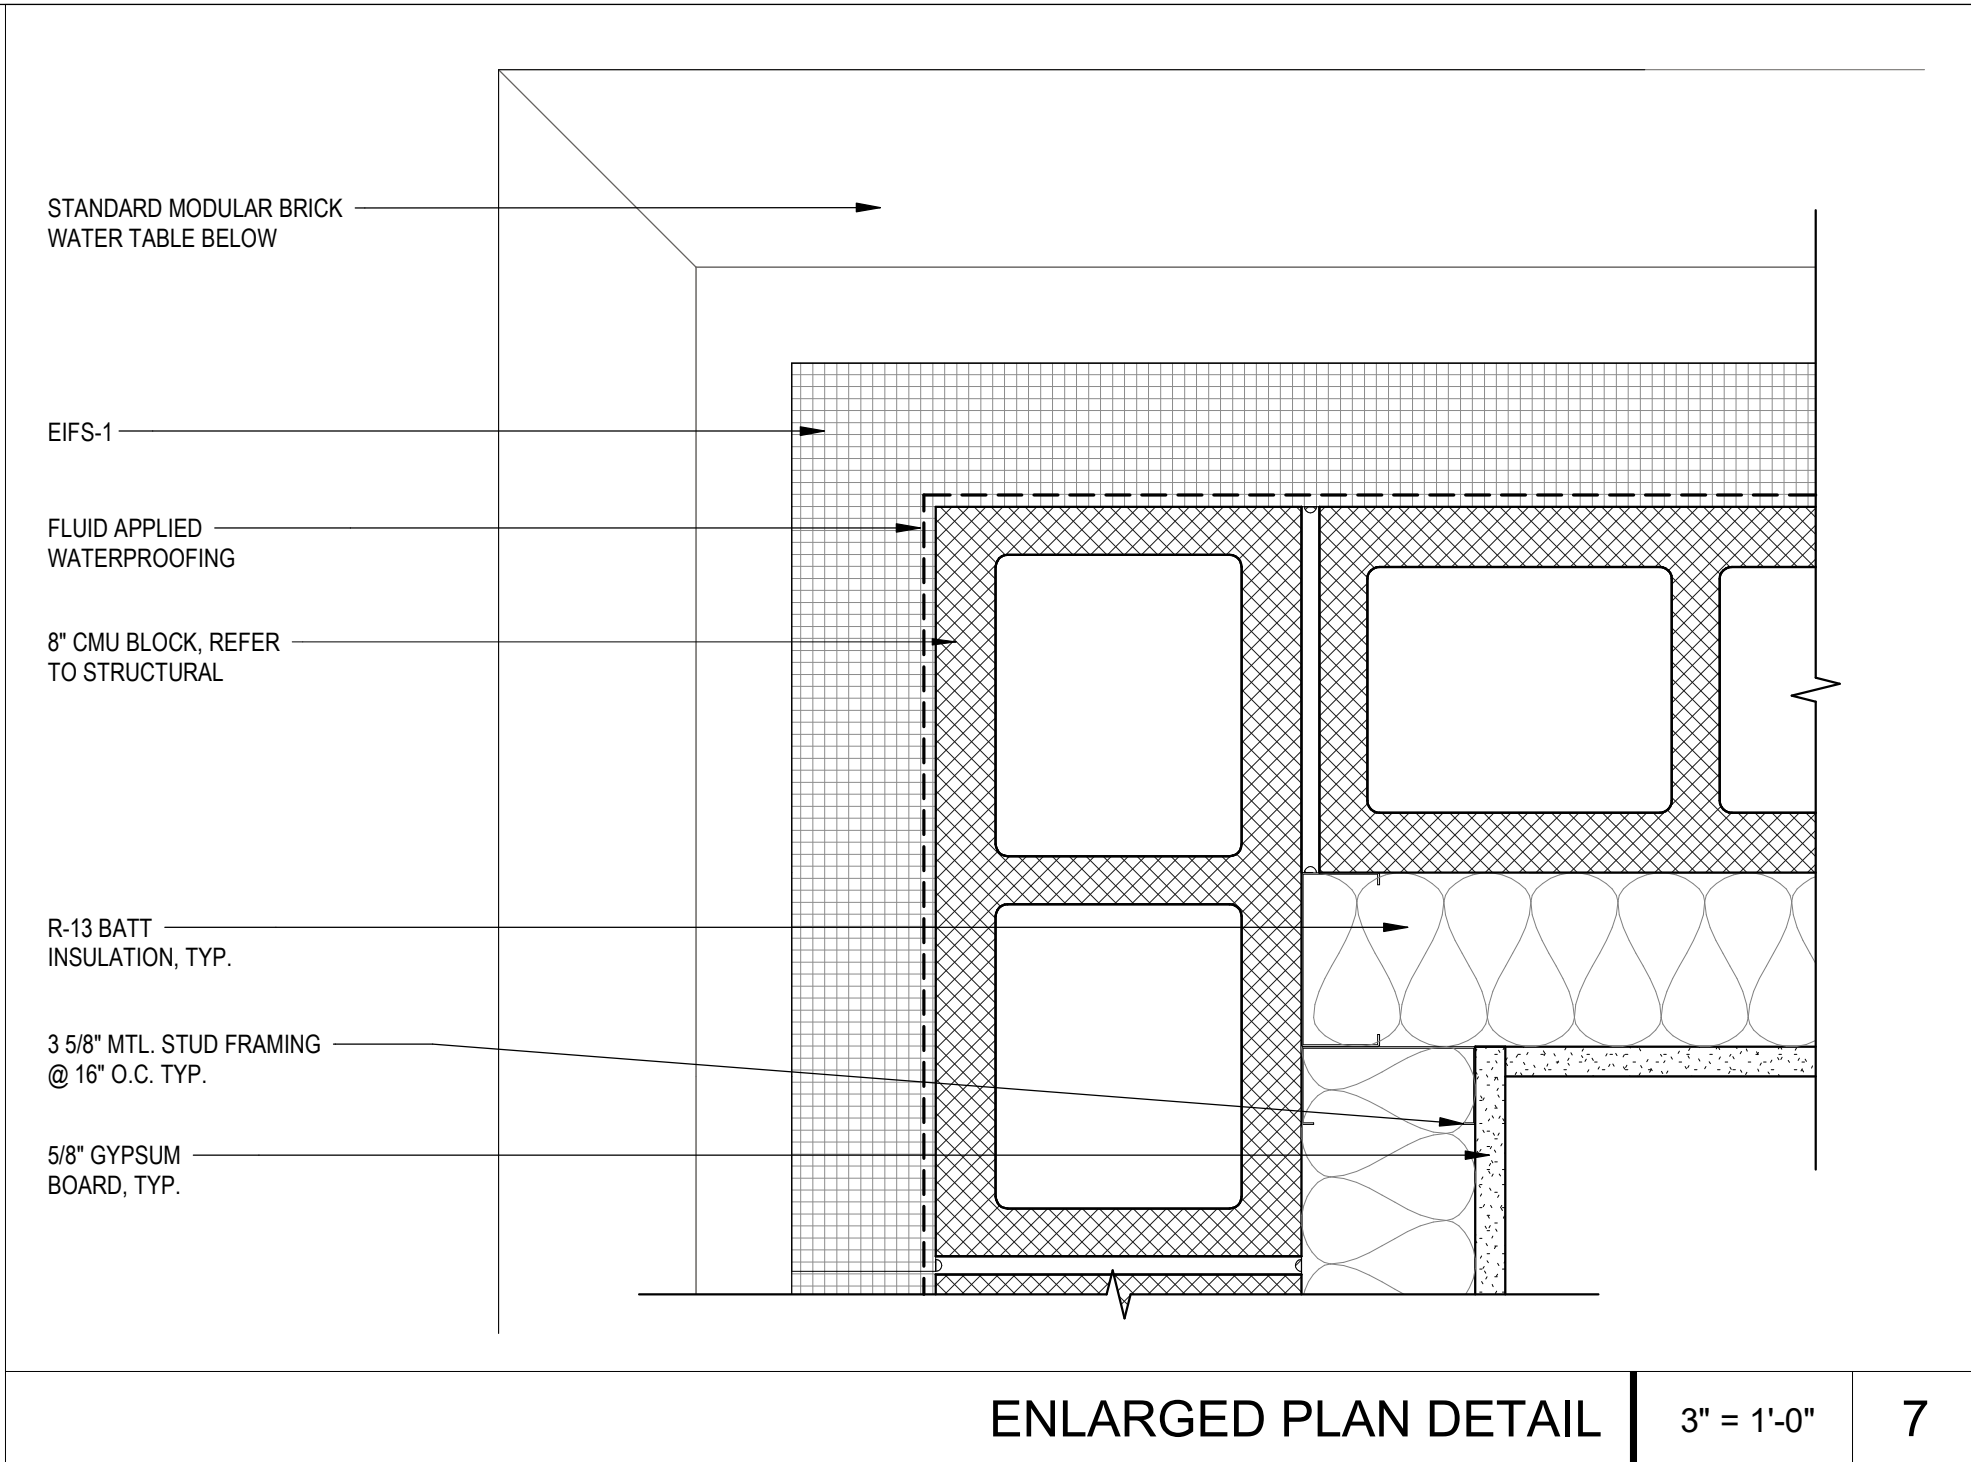 STANDARD MODULAR BRICK
WATER TABLE BELOW
EIFS-1
FLUID APPLIED
WATERPROOFING
8" CMU BLOCK, REFER
TO STRUCTURAL
R-13 BATT
INSULATION, TYP.
3 5/8" MTL. STUD FRAMING
@ 16" O.C. TYP.
5/8" GYPSUM
BOARD, TYP.
ENLARGED PLAN DETAIL
3" = 1'-0"
7